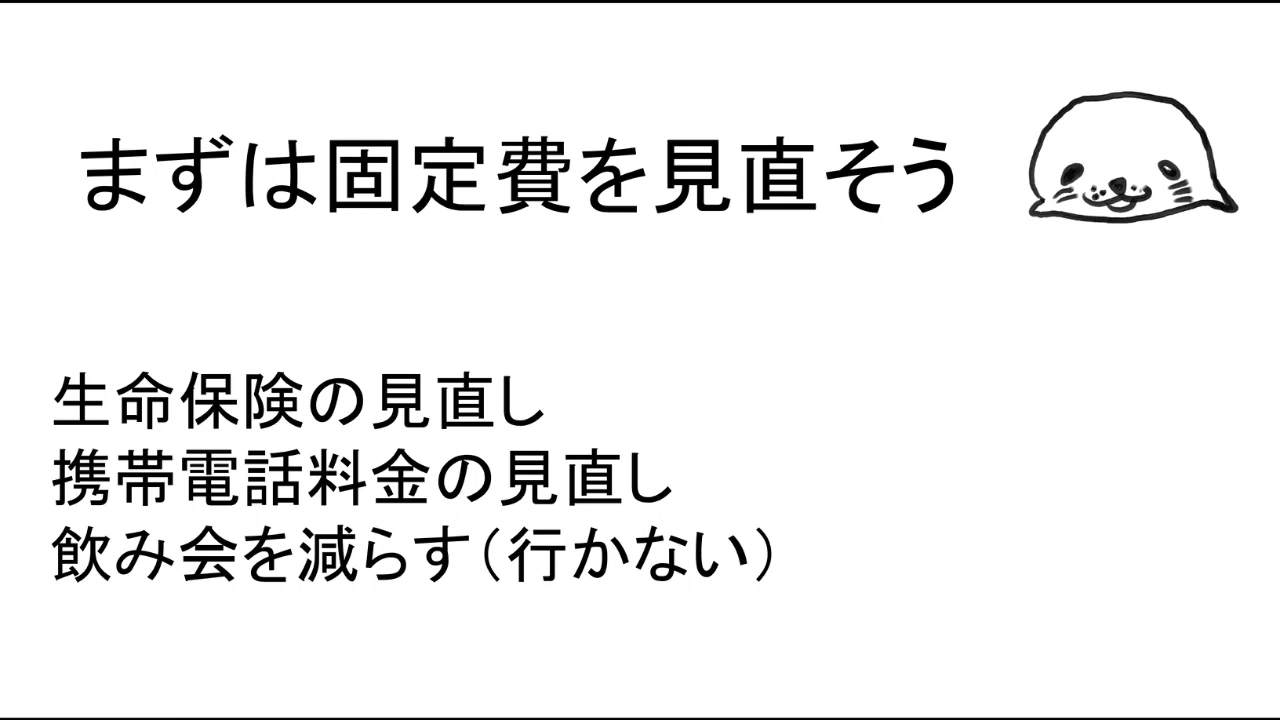 まずは固定費を見直そう
生命保険の見直し
携帯電話料金の見直し
飲み会を減らす（行かない）